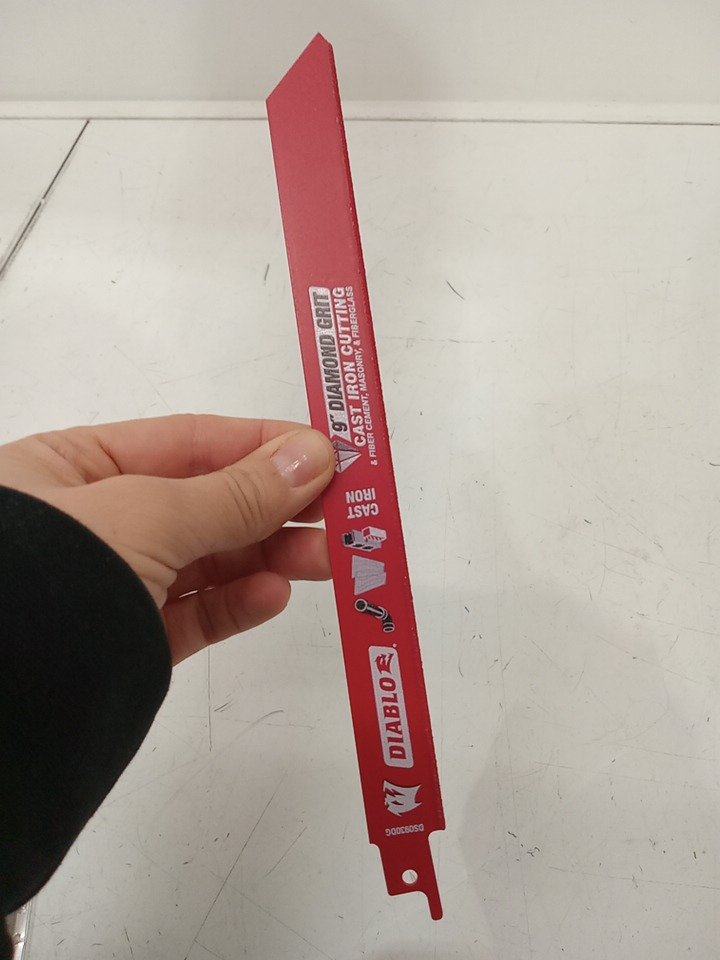 9" DIAMOND GRIT
CAST IRON CUTTING
& FIBER CEMENT, MASONRY, & FIBERGLASS
CAST
IRON
DIABLO
DS0930DG